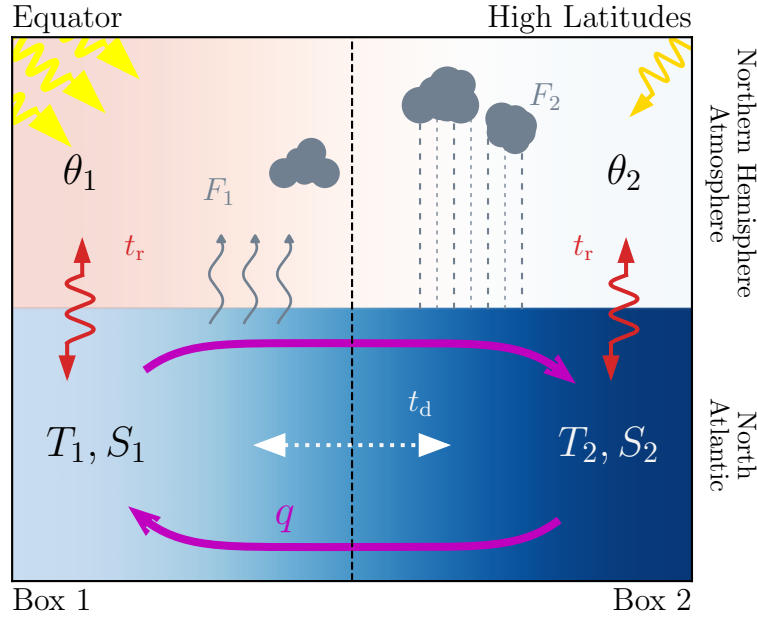 Equator
High Latitudes
θ₁
F₁
F₂
θ₂
tᵣ
tᵣ
Northern Hemisphere
Atmosphere
T₁, S₁
t_d
T₂, S₂
North
Atlantic
q
Box 1
Box 2